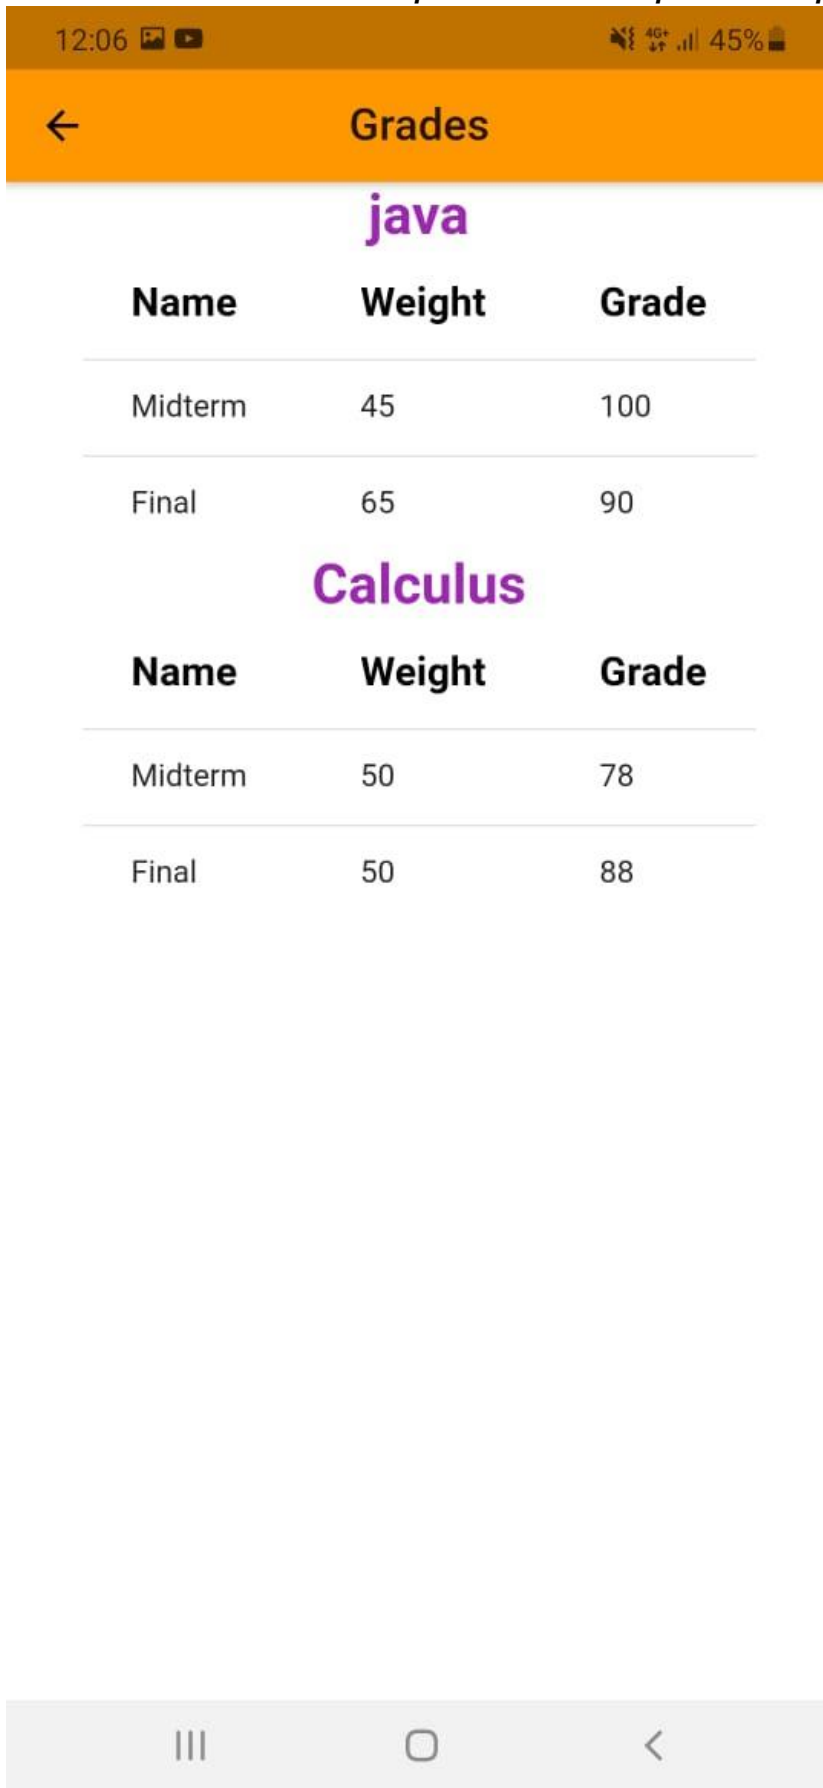 12:06 4G+ 45%
Grades
java
Name Weight Grade
Midterm 45 100
Final 65 90
Calculus
Name Weight Grade
Midterm 50 78
Final 50 88